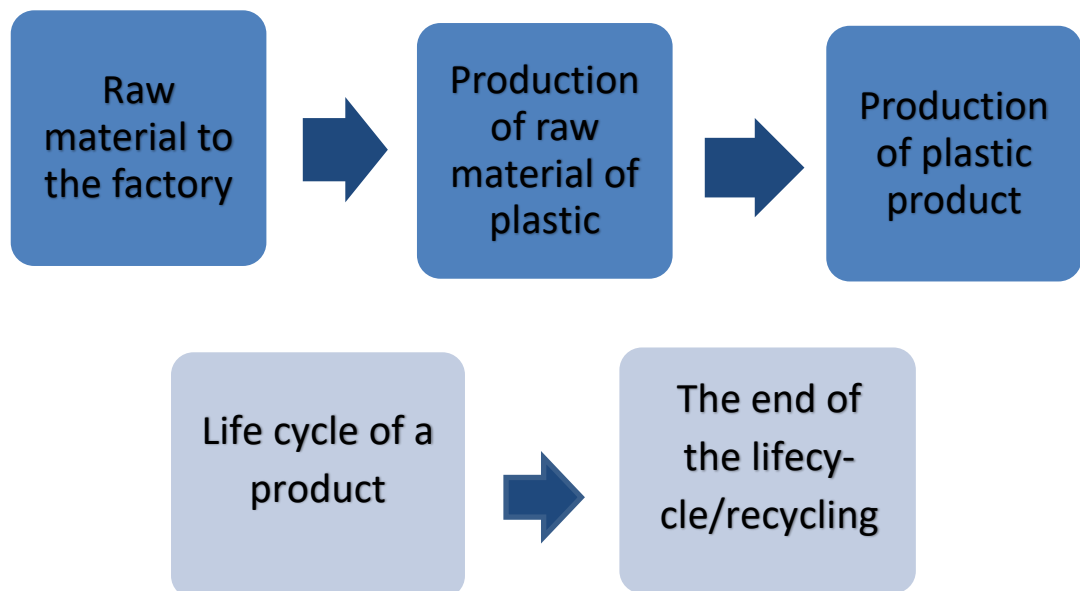 Raw
material to
the factory
Production
of raw
material of
plastic
Production
of plastic
product
Life cycle of a
product
The end of
the lifecy-
cle/recycling